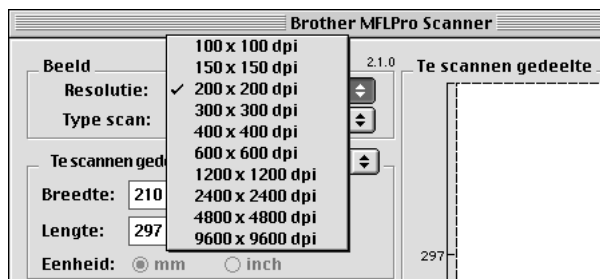 Brother MFLPro Scanner
Beeld
2.1.0
Resolutie:
Type scan:
100 x 100 dpi
150 x 150 dpi
✓ 200 x 200 dpi
300 x 300 dpi
400 x 400 dpi
600 x 600 dpi
1200 x 1200 dpi
2400 x 2400 dpi
4800 x 4800 dpi
9600 x 9600 dpi
Te scannen ged
Breedte: 210
Lengte: 297
Eenheid: mm inch
Te scannen gedeelte
297